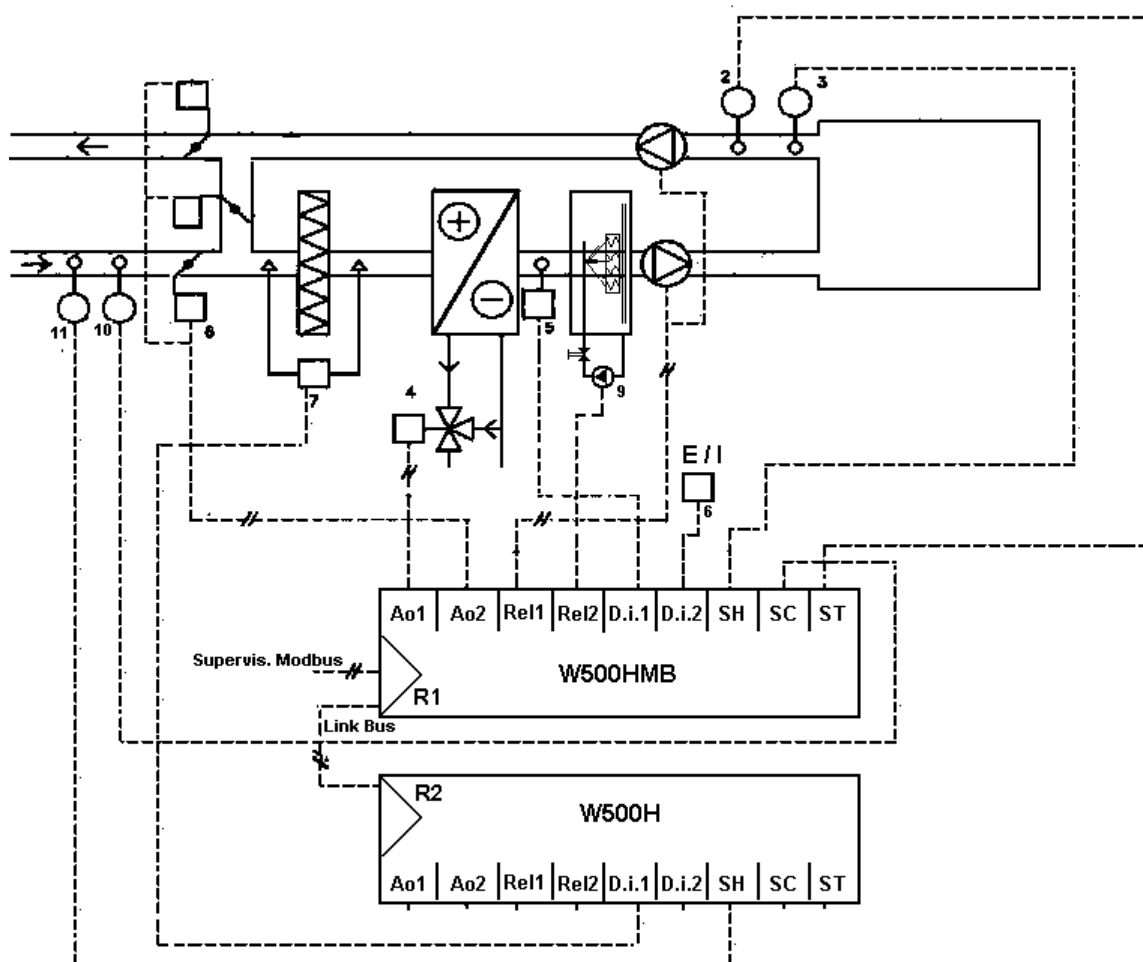 2
3
11
10
8
7
4
5
9
E / I
6
Ao1 Ao2 Rel1 Rel2 D.i.1 D.i.2 SH SC ST
Supervis. Modbus
W500HMB
R1
Link Bus
R2
W500H
Ao1 Ao2 Rel1 Rel2 D.i.1 D.i.2 SH SC ST